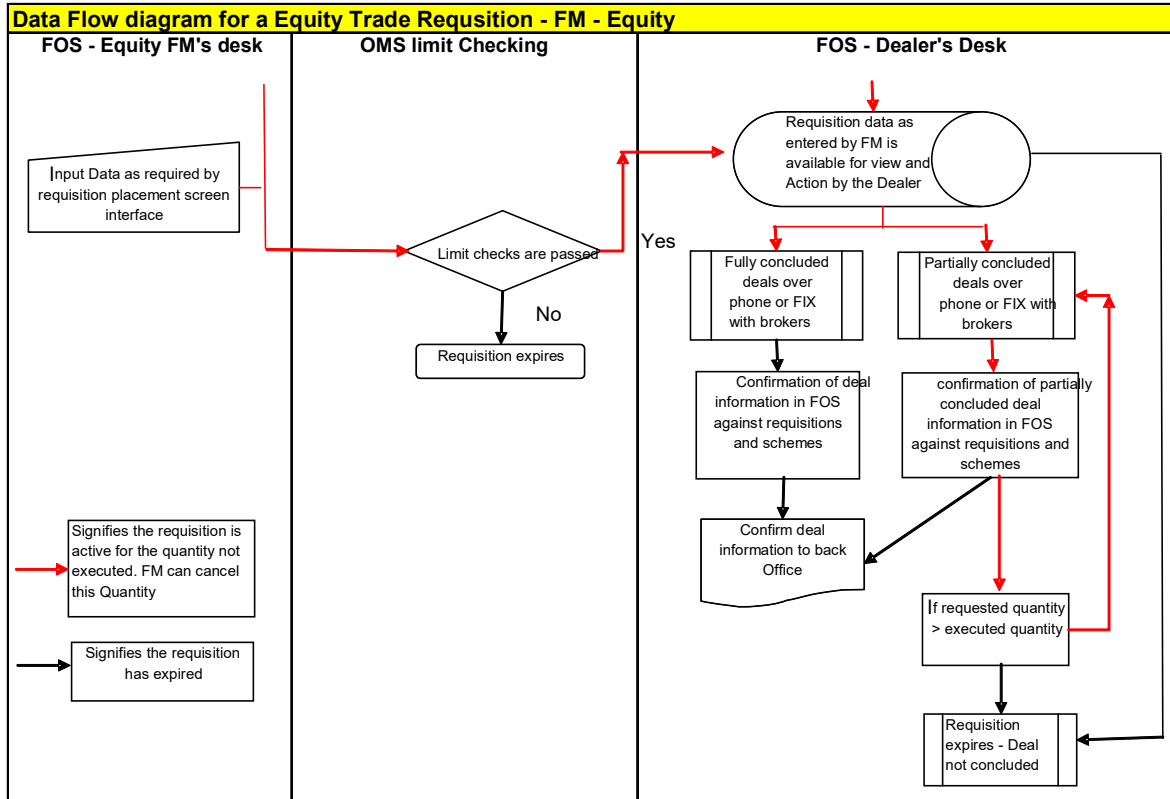 Data Flow diagram for a Equity Trade Requsition - FM - Equity
FOS - Equity FM's desk
OMS limit Checking
FOS - Dealer's Desk
Input Data as required by
requisition placement screen
interface
Limit checks are passed
Yes
No
Requisition expires
Requisition data as
entered by FM is
available for view and
Action by the Dealer
Fully concluded
deals over
phone or FIX
with brokers
Partially concluded
deals over
phone or FIX with
brokers
Confirmation of deal
information in FOS
against requisitions
and schemes
confirmation of partially
concluded deal
information in FOS
against requisitions and
schemes
Confirm deal
information to back
Office
If requested quantity
> executed quantity
Requisition
expires - Deal
not concluded
Signifies the requisition is
active for the quantity not
executed. FM can cancel
this Quantity
Signifies the requisition
has expired